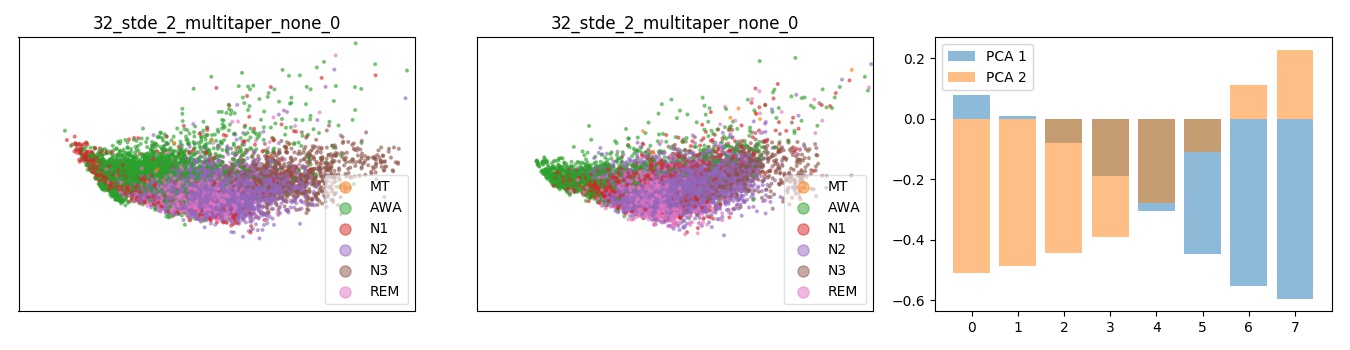 32_stde_2_multitaper_none_0
MT
AWA
N1
N2
N3
REM
32_stde_2_multitaper_none_0
MT
AWA
N1
N2
N3
REM
PCA 1
PCA 2
0.2
0.0
−0.2
−0.4
−0.6
0 1 2 3 4 5 6 7